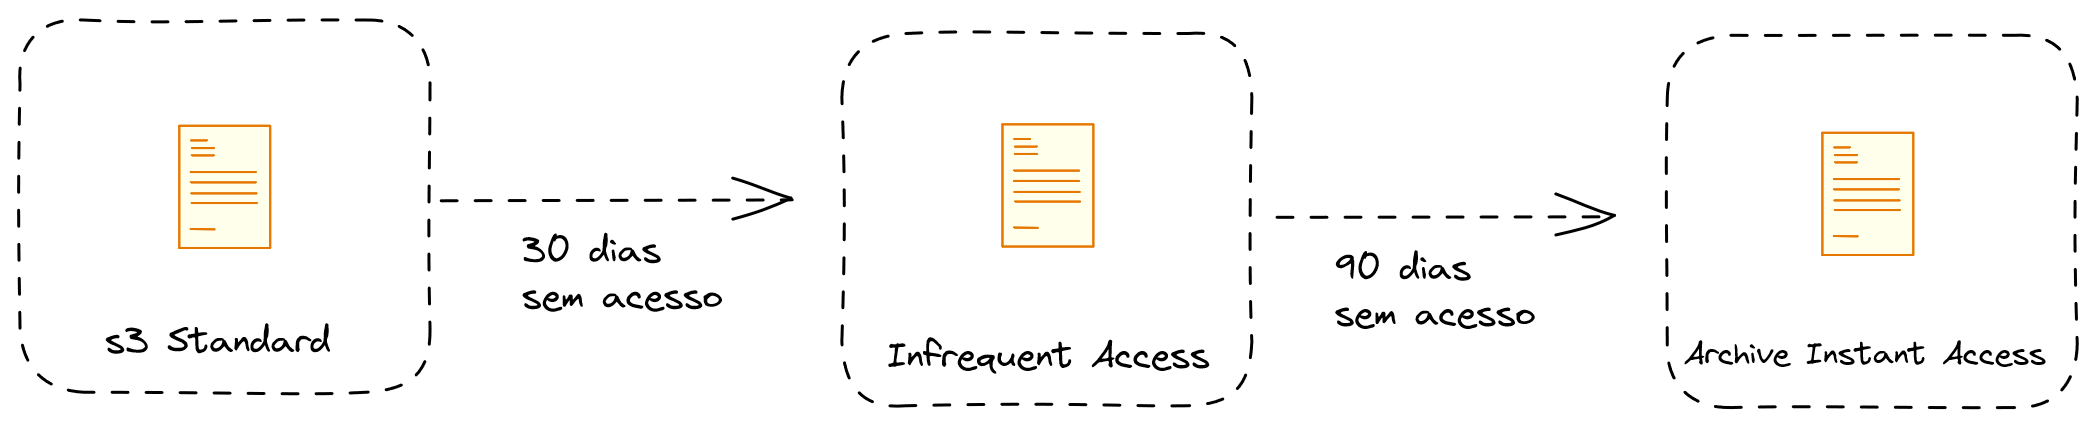 s3 Standard
30 dias
sem acesso
Infrequent Access
90 dias
sem acesso
Archive Instant Access